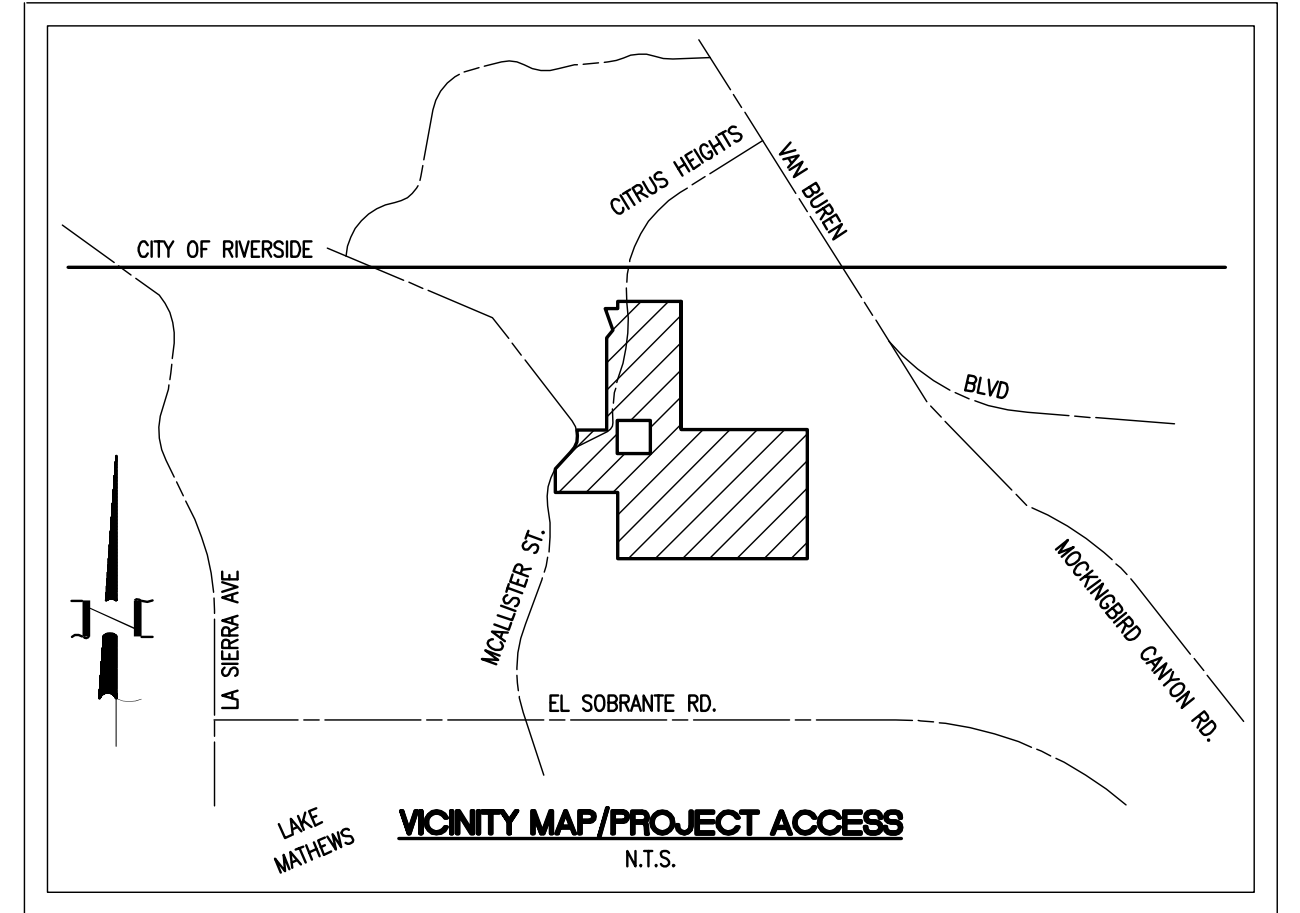 CITRUS HEIGHTS
VAN BUREN
CITY OF RIVERSIDE
BLVD
MCALLISTER ST.
MOCKINGBIRD CANYON RD.
LA SIERRA AVE
EL SOBRANTE RD.
LAKE
MATHEWS
VICINITY MAP/PROJECT ACCESS
N.T.S.